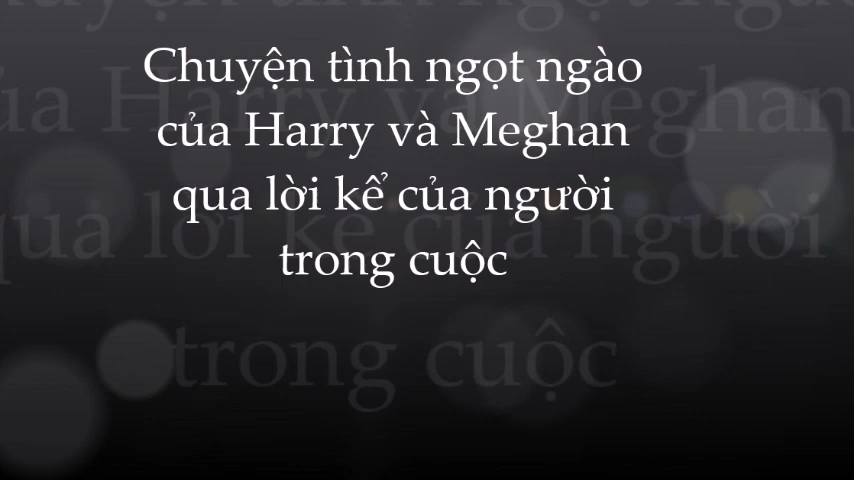 Chuyện tình ngọt ngào
của Harry và Meghan
qua lời kể của người
trong cuộc